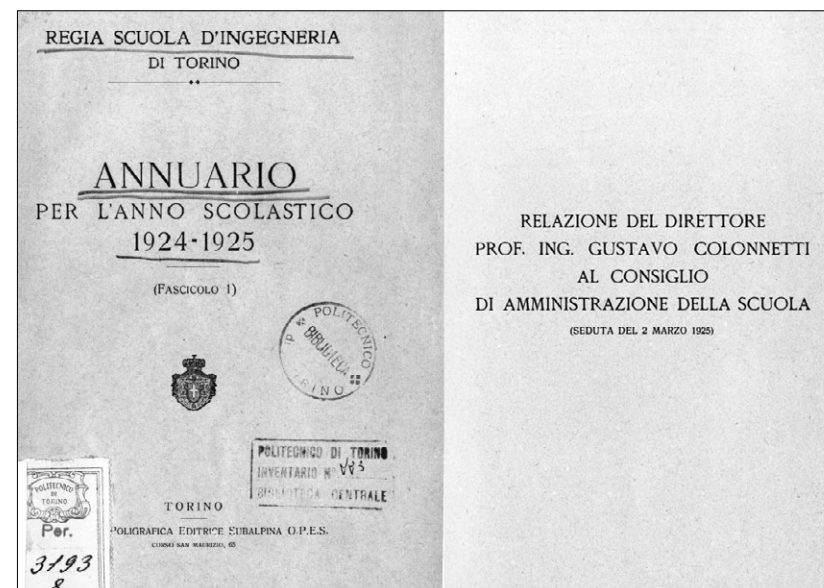 REGIA SCUOLA D'INGEGNERIA
DI TORINO
ANNUARIO
PER L'ANNO SCOLASTICO
1924-1925
(FASCICOLO 1)
POLITECNICO
BIBLIOTECA
POLITECNICO DI TORINO
INVENTARIO N°
BIBLIOTECA CENTRALE
TORINO
POLIGRAFICA EDITRICE SUBALPINA O.P.E.S.
CORSO SAN MAURIZIO, 65
POLITECNICO
DI
TORINO
Per.
3193
8
RELAZIONE DEL DIRETTORE
PROF. ING. GUSTAVO COLONNETTI
AL CONSIGLIO
DI AMMINISTRAZIONE DELLA SCUOLA
(SEDUTA DEL 2 MARZO 1925)